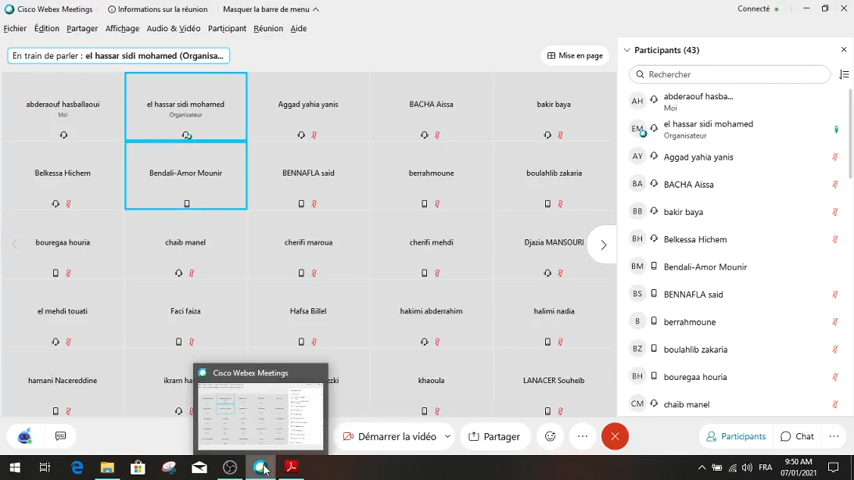 Cisco Webex Meetings
Informations sur la réunion
Masquer la barre de menu
Connecté
Fichier Édition Partager Affichage Audio & Vidéo Participant Réunion Aide
En train de parler : el hassar sidi mohamed (Organisa...
Mise en page
abderaouf hasballaoui
Moi
el hassar sidi mohamed
Organisateur
Aggad yahia yanis
BACHA Aissa
bakir baya
Belkessa Hichem
Bendali-Amor Mounir
BENNAFLA said
berrahmoune
boulahlib zakaria
bouregaa houria
chaib manel
cherifi maroua
cherifi mehdi
Djazia MANSOURI
el mehdi touati
Faci faiza
Hafsa Billel
hakimi abderrahim
halimi nadia
hamani Nacereddine
ikram ha
ezki
khaoula
LANACER Souheib
Cisco Webex Meetings
Démarrer la vidéo
Partager
Participants (43)
Rechercher
AH abderaouf hasba...
Moi
EM el hassar sidi mohamed
Organisateur
AY Aggad yahia yanis
BA BACHA Aissa
BB bakir baya
BH Belkessa Hichem
BM Bendali-Amor Mounir
BS BENNAFLA said
B berrahmoune
BZ boulahlib zakaria
BH bouregaa houria
CM chaib manel
Participants
Chat
FRA
9:50 AM
07/01/2021